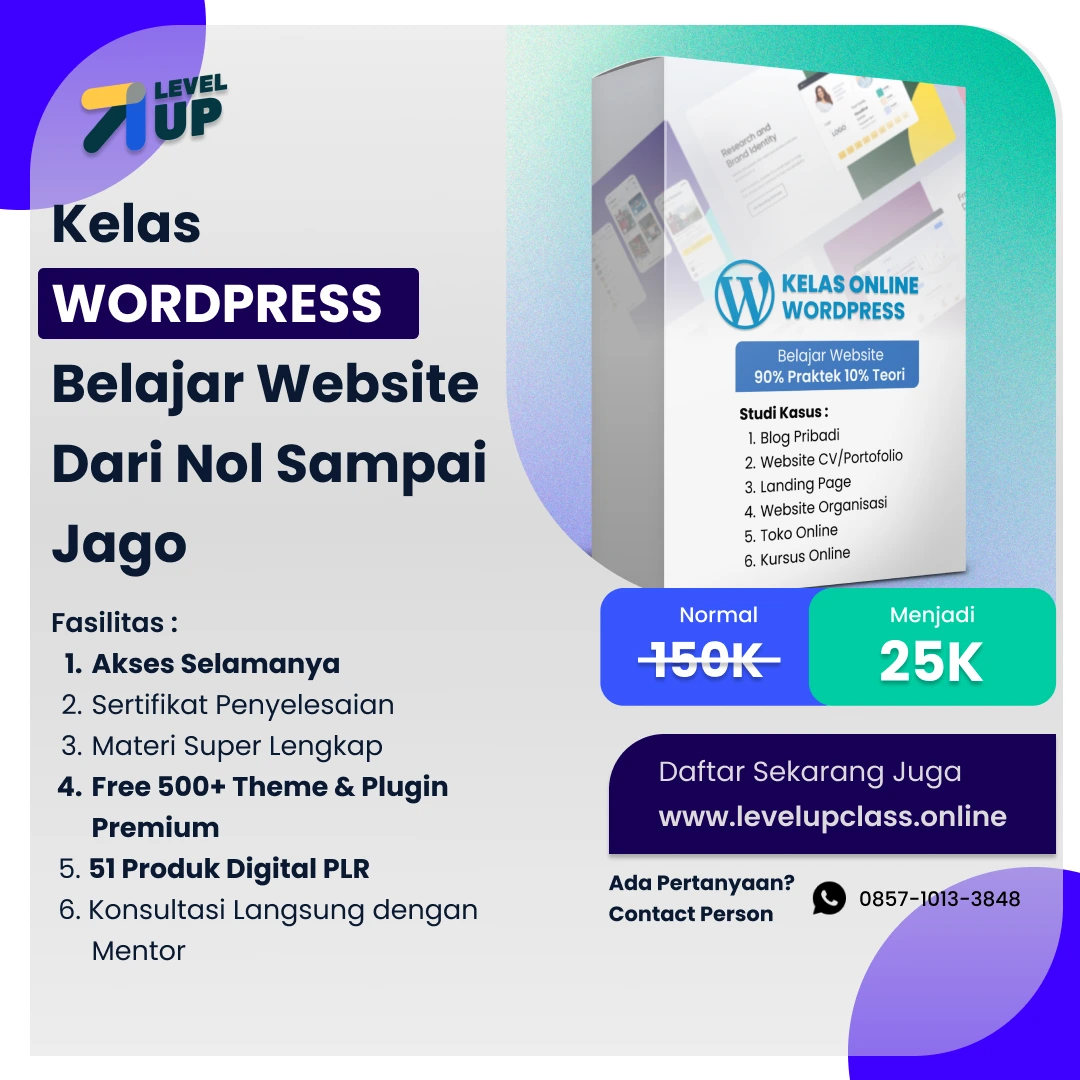 LEVEL
UP
Kelas
WORDPRESS
Belajar Website
Dari Nol Sampai
Jago
Fasilitas :
1. Akses Selamanya
2. Sertifikat Penyelesaian
3. Materi Super Lengkap
4. Free 500+ Theme & Plugin
Premium
5. 51 Produk Digital PLR
6. Konsultasi Langsung dengan
Mentor
Research and
Brand Identity
LOGO
KELAS ONLINE
WORDPRESS
Belajar Website
90% Praktek 10% Teori
Studi Kasus :
1. Blog Pribadi
2. Website CV/Portofolio
3. Landing Page
4. Website Organisasi
5. Toko Online
6. Kursus Online
Normal
150K
Menjadi
25K
Daftar Sekarang Juga
www.levelupclass.online
Ada Pertanyaan?
Contact Person
0857-1013-3848